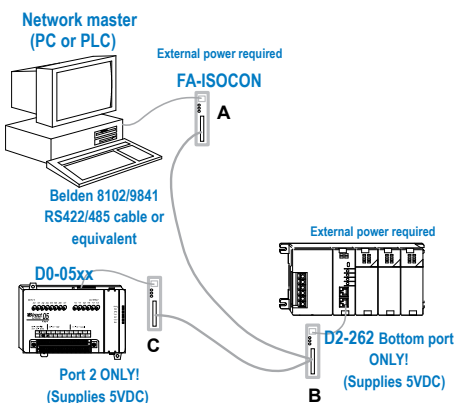 Network master
(PC or PLC)
External power required
FA-ISOCON
A
Belden 8102/9841
RS422/485 cable or
equivalent
External power required
D0-05xx
C
D2-262 Bottom port
ONLY!
(Supplies 5VDC)
B
Port 2 ONLY!
(Supplies 5VDC)